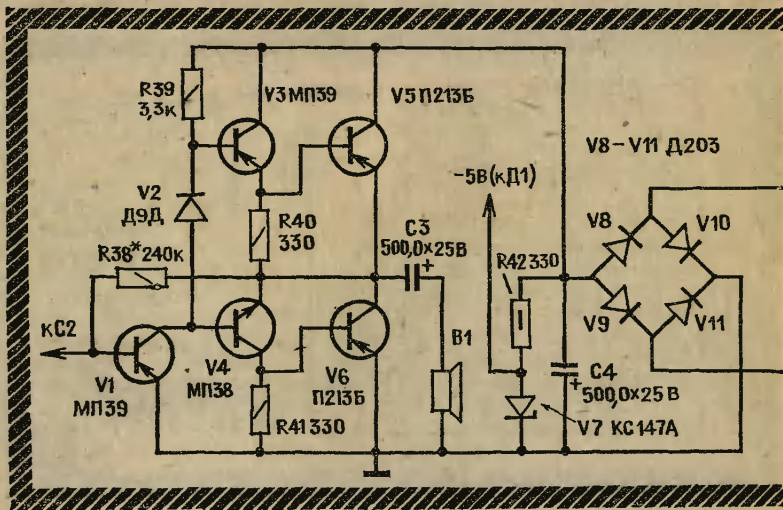 R39
3,3к
V3 МП39
V5 П213Б
V8-V11 Д203
V2
Д9Д
-5В(кД1)
R40
330
C3
500,0×25В
V8
V10
R38* 240к
R42 330
кС2
V9
V11
B1
V1
МП39
V4
МП38
V6
П213Б
C4
500,0×25В
R41 330
V7 КС147А
+
+